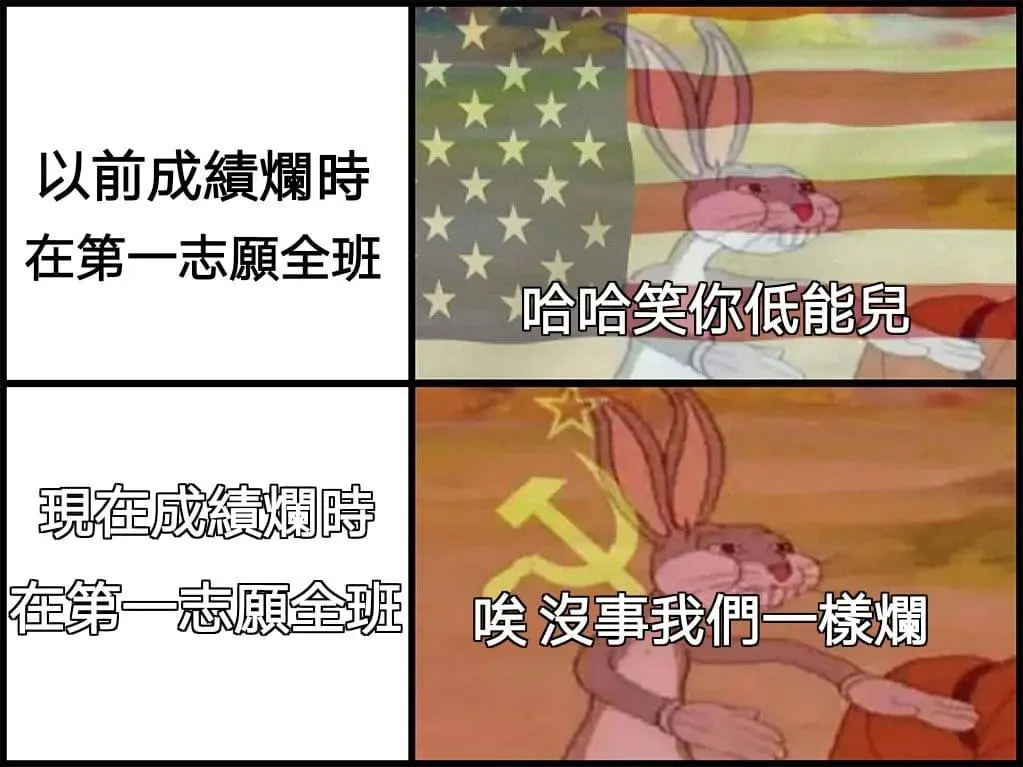 以前成績爛時
在第一志願全班
哈哈笑你低能兒
現在成績爛時
在第一志願全班
唉 沒事我們一樣爛